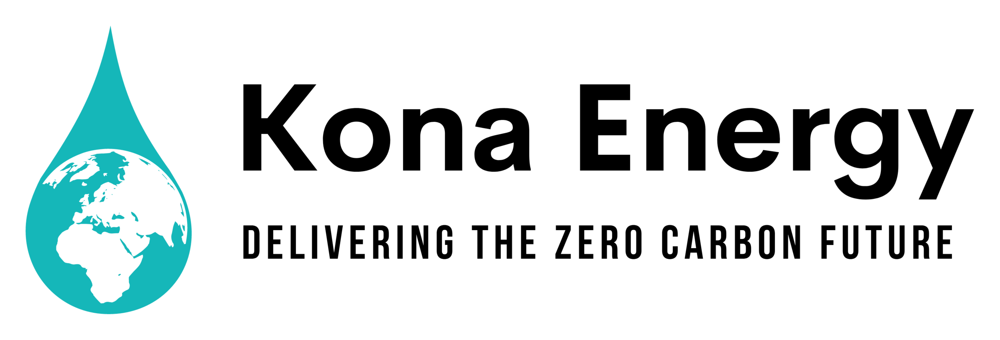 Kona Energy
DELIVERING THE ZERO CARBON FUTURE